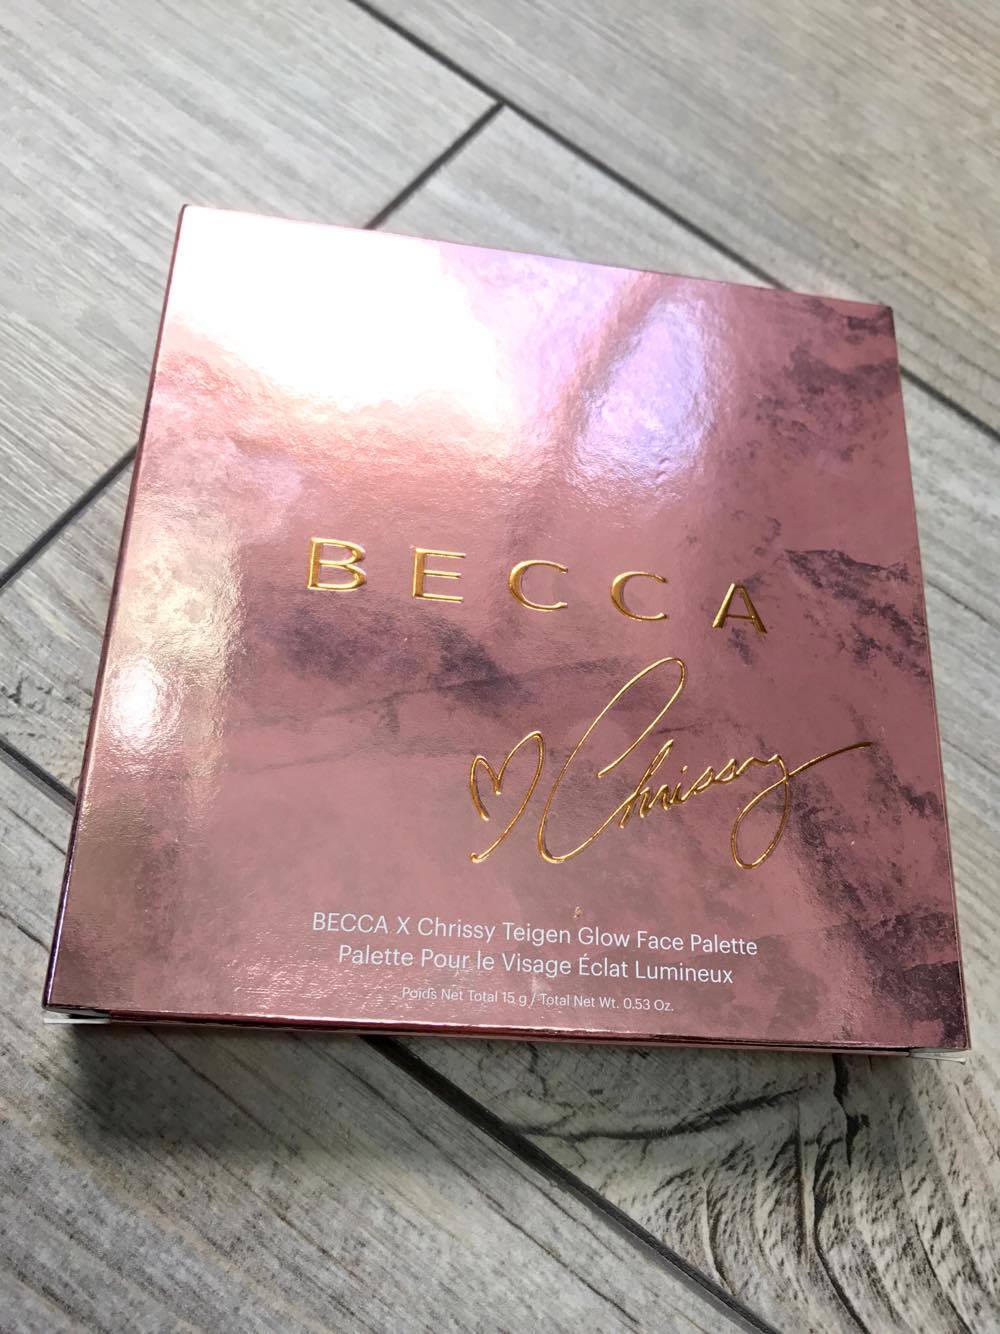 BECCA
♡ Chrissy
BECCA X Chrissy Teigen Glow Face Palette
Palette Pour le Visage Éclat Lumineux
Poids Net Total 15 g / Total Net Wt. 0.53 Oz.